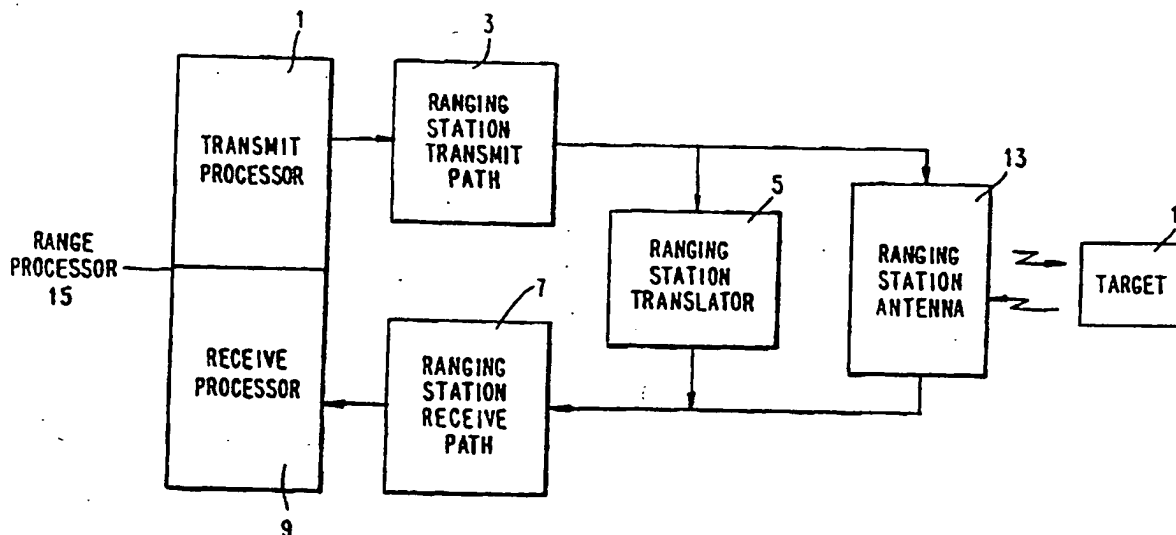 1
3
TRANSMIT
PROCESSOR
RANGING
STATION
TRANSMIT
PATH
13
5
RANGE
PROCESSOR
15
RANGING
STATION
TRANSLATOR
RANGING
STATION
ANTENNA
TARGET
7
RECEIVE
PROCESSOR
RANGING
STATION
RECEIVE
PATH
9